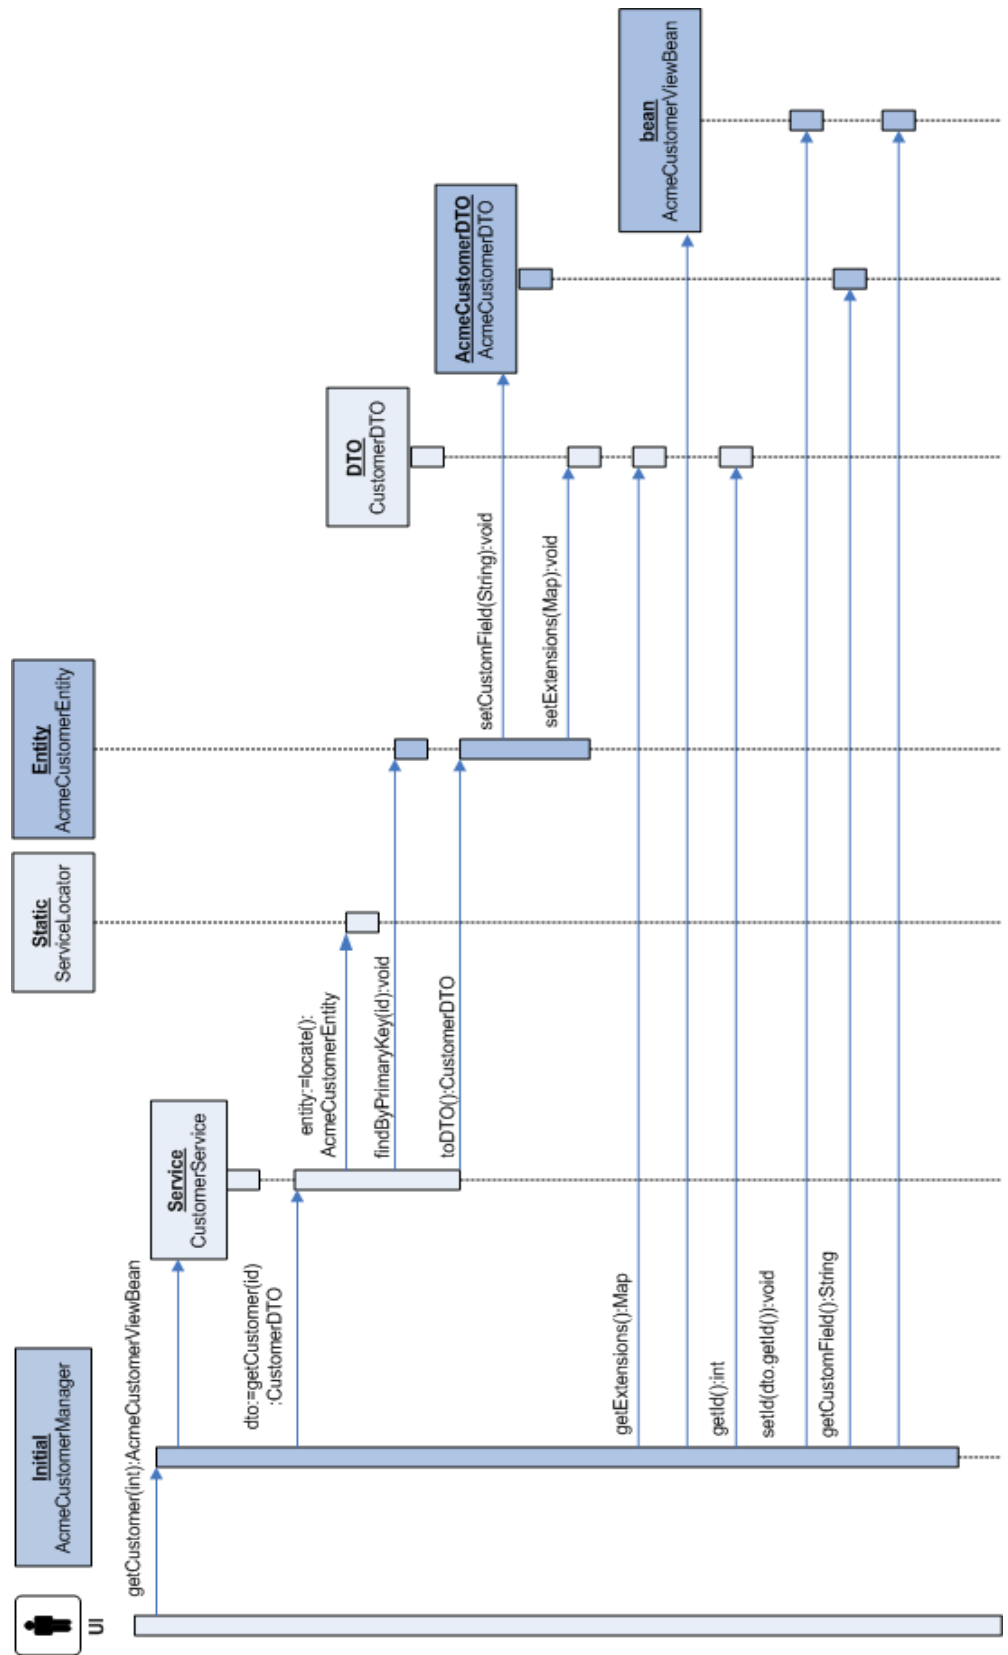 UI
Initial
AcmeCustomerManager
Service
CustomerService
Static
ServiceLocator
Entity
AcmeCustomerEntity
DTO
CustomerDTO
AcmeCustomerDTO
AcmeCustomerDTO
bean
AcmeCustomerViewBean
getCustomer(int):AcmeCustomerViewBean
dto:=getCustomer(id)
:CustomerDTO
entity:=locate():
AcmeCustomerEntity
findByPrimaryKey(id):void
toDTO():CustomerDTO
setCustomField(String):void
setExtensions(Map):void
getExtensions():Map
getId():int
setId(dto.getId()):void
getCustomField():String